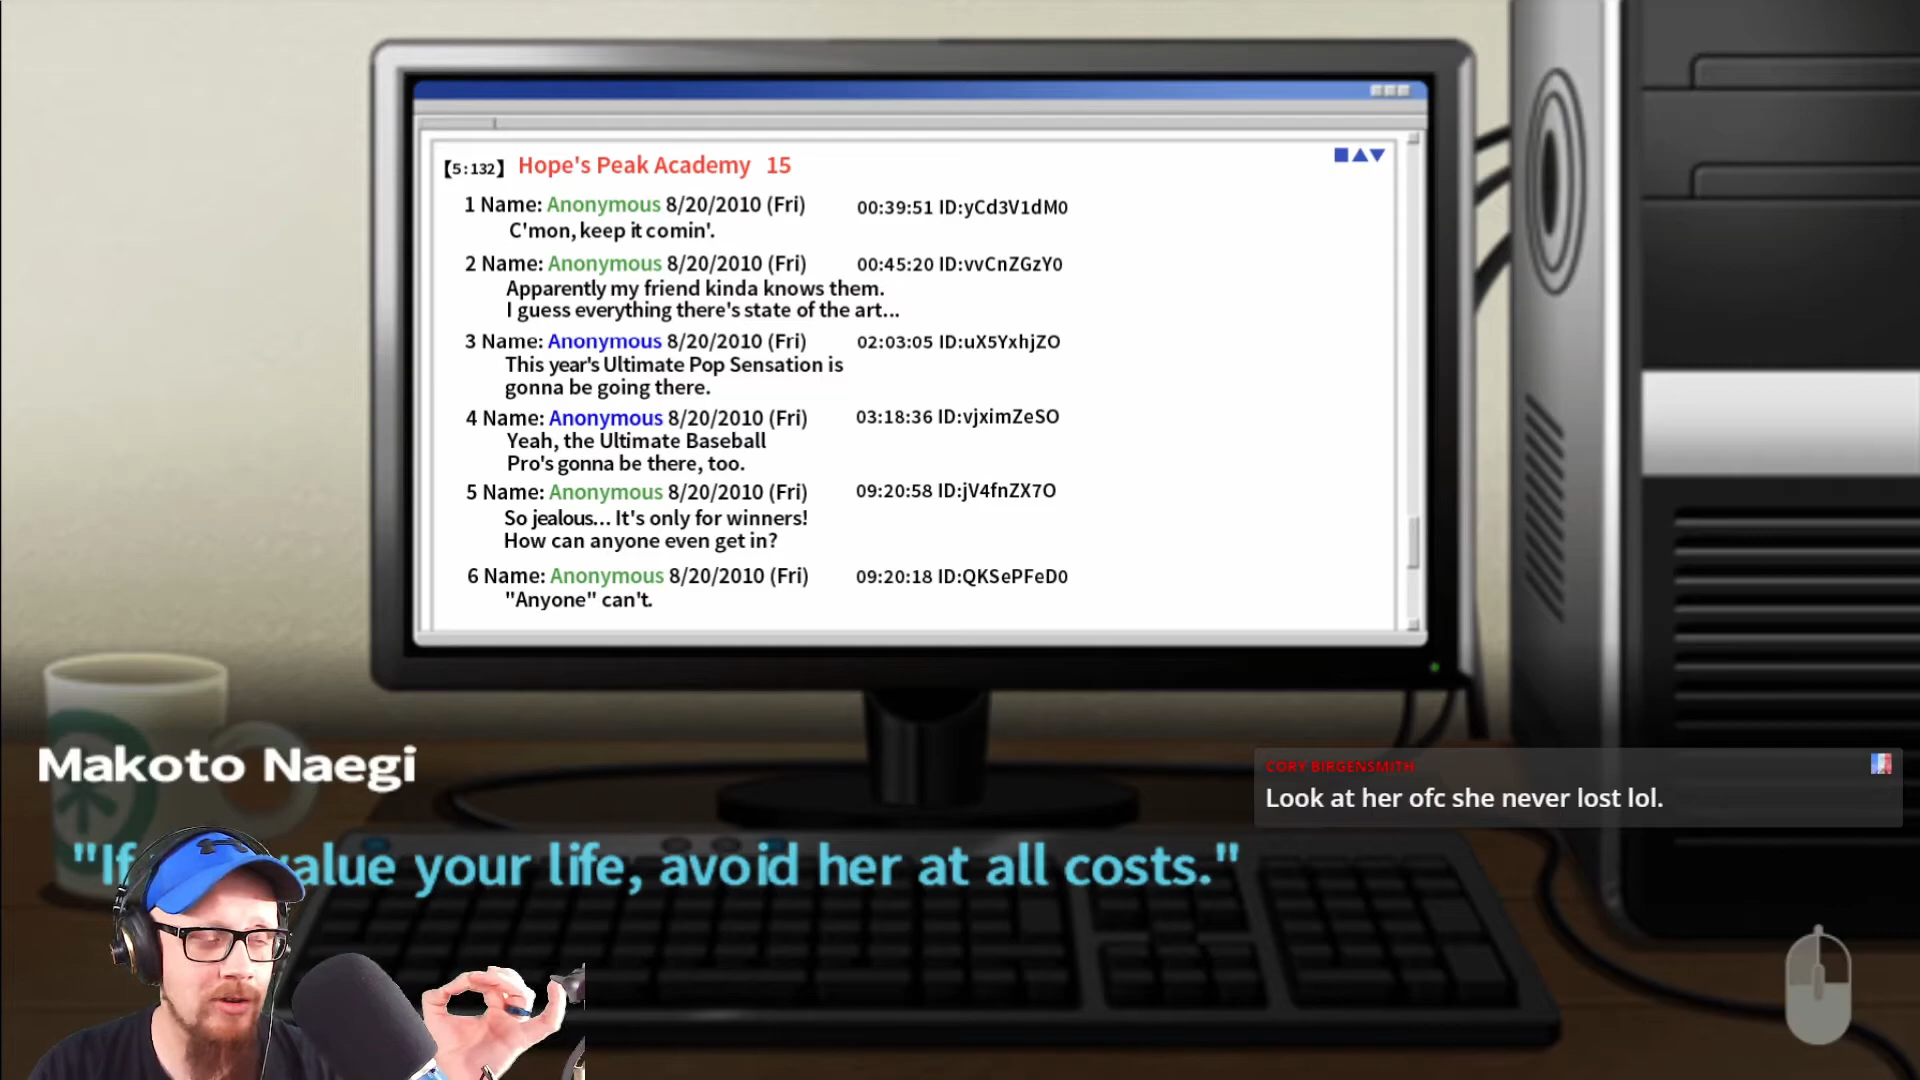 【5:132】 Hope's Peak Academy 15
1 Name: Anonymous 8/20/2010 (Fri) 00:39:51 ID:yCd3V1dM0
C'mon, keep it comin'.
2 Name: Anonymous 8/20/2010 (Fri) 00:45:20 ID:vvCnZGzY0
Apparently my friend kinda knows them.
I guess everything there's state of the art...
3 Name: Anonymous 8/20/2010 (Fri) 02:03:05 ID:uX5YxhjZO
This year's Ultimate Pop Sensation is
gonna be going there.
4 Name: Anonymous 8/20/2010 (Fri) 03:18:36 ID:vjximZeSO
Yeah, the Ultimate Baseball
Pro's gonna be there, too.
5 Name: Anonymous 8/20/2010 (Fri) 09:20:58 ID:jV4fnZX7O
So jealous... It's only for winners!
How can anyone even get in?
6 Name: Anonymous 8/20/2010 (Fri) 09:20:18 ID:QKSePFeD0
"Anyone" can't.
Makoto Naegi
CORY BIRGENSMITH
Look at her ofc she never lost lol.
"If value your life, avoid her at all costs."